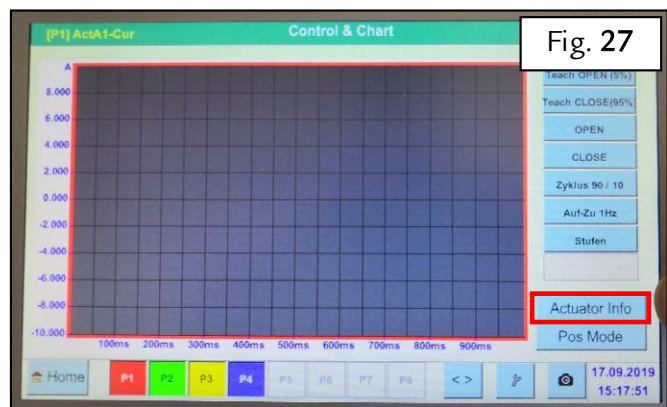 [P1] ActA1-Cur
Control & Chart
Fig. 27
A
8.000
6.000
4.000
2.000
0.000
-2.000
-4.000
-6.000
-8.000
-10.000
100ms 200ms 300ms 400ms 500ms 600ms 700ms 800ms 900ms
Teach OPEN (5%)
Teach CLOSE(95%)
OPEN
CLOSE
Zyklus 90 / 10
Auf-Zu 1Hz
Stufen
Actuator Info
Pos Mode
Home P1 P2 P3 P4 P5 P6 P7 P8 < >
17.09.2019
15:17:51